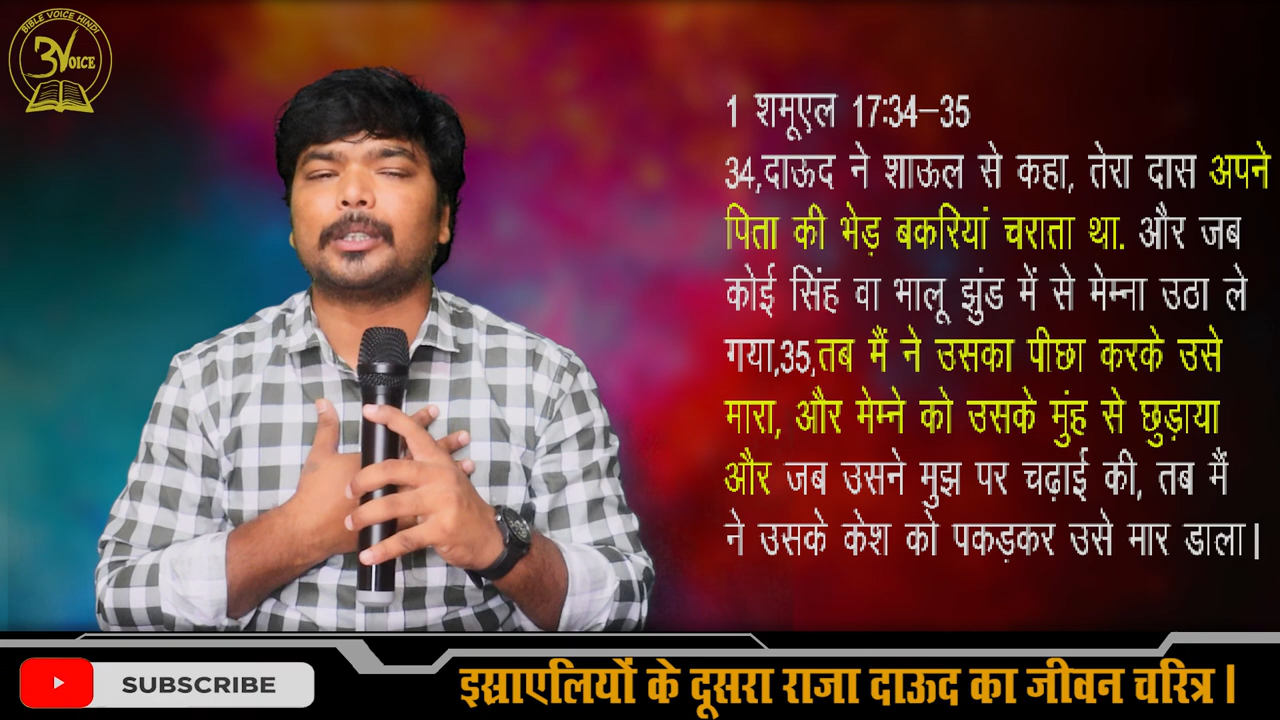 BIBLE VOICE HINDI
3VOICE
1 शमूएल 17:34-35
34,दाऊद ने शाऊल से कहा, तेरा दास अपने
पिता की भेड़ बकरियां चराता था. और जब
कोई सिंह वा भालू झुंड में से मेम्ना उठा ले
गया,35,तब मैं ने उसका पीछा करके उसे
मारा, और मेम्ने को उसके मुंह से छुड़ाया
और जब उसने मुझ पर चढ़ाई की, तब मैं
ने उसके केश को पकड़कर उसे मार डाला|
SUBSCRIBE
इस्राएलियों के दूसरा राजा दाऊद का जीवन चरित्र |